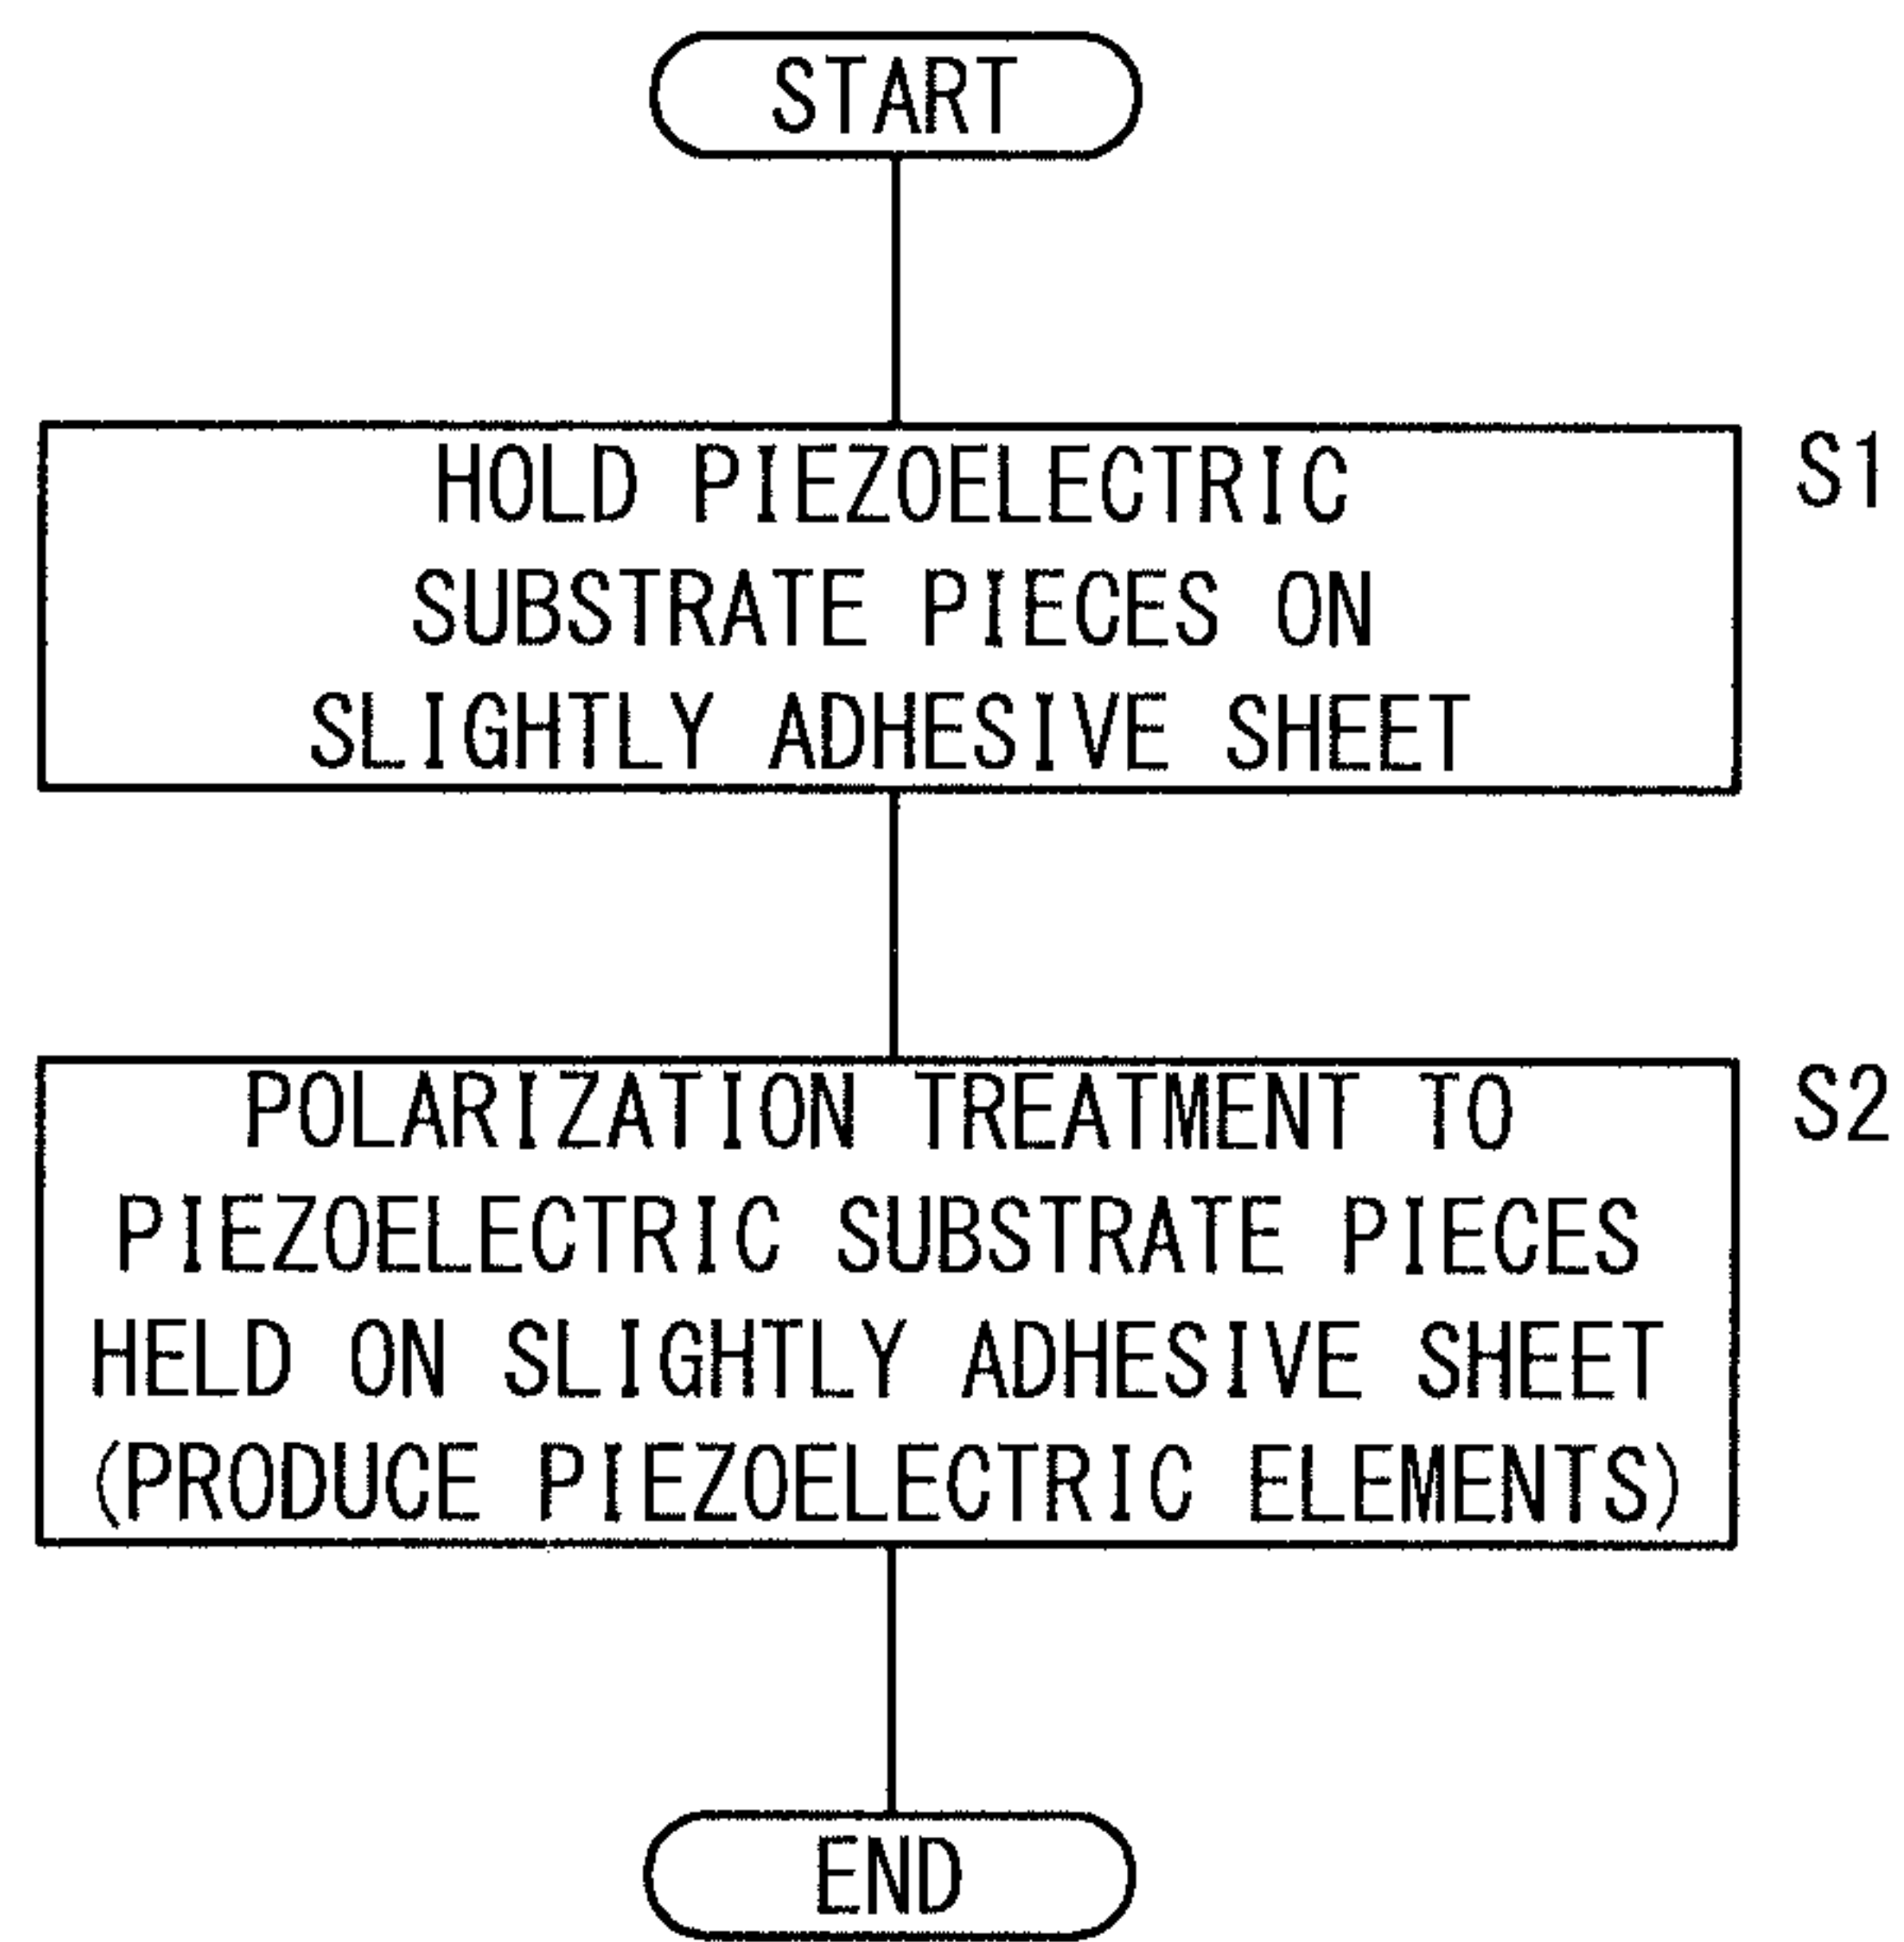 START
HOLD PIEZOELECTRIC
SUBSTRATE PIECES ON
SLIGHTLY ADHESIVE SHEET
S1
POLARIZATION TREATMENT TO
PIEZOELECTRIC SUBSTRATE PIECES
HELD ON SLIGHTLY ADHESIVE SHEET
(PRODUCE PIEZOELECTRIC ELEMENTS)
S2
END